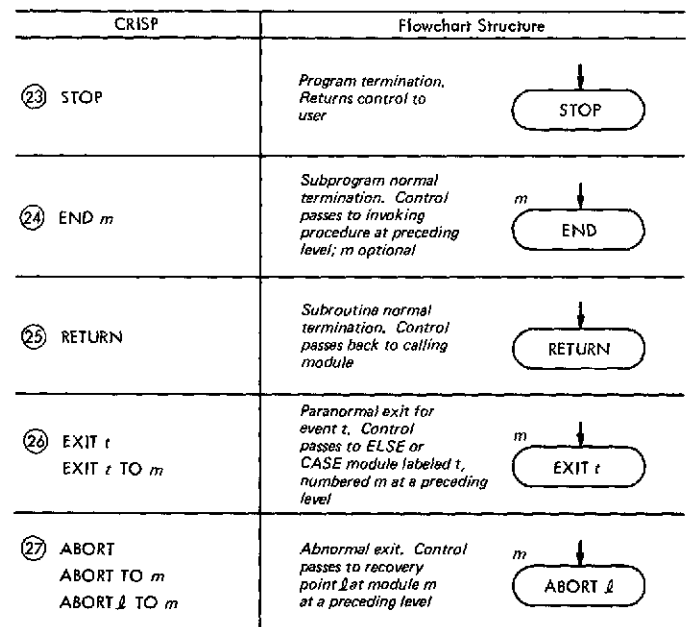 CRISP
Flowchart Structure
23 STOP
Program termination.
Returns control to
user
STOP
24 END m
Subprogram normal
termination. Control
passes to invoking
procedure at preceding
level; m optional
m
END
25 RETURN
Subroutine normal
termination. Control
passes back to calling
module
RETURN
26 EXIT t
EXIT t TO m
Paranormal exit for
event t. Control
passes to ELSE or
CASE module labeled t,
numbered m at a preceding
level
m
EXIT t
27 ABORT
ABORT TO m
ABORT ℓ TO m
Abnormal exit. Control
passes to recovery
point ℓ at module m
at a preceding level
m
ABORT ℓ